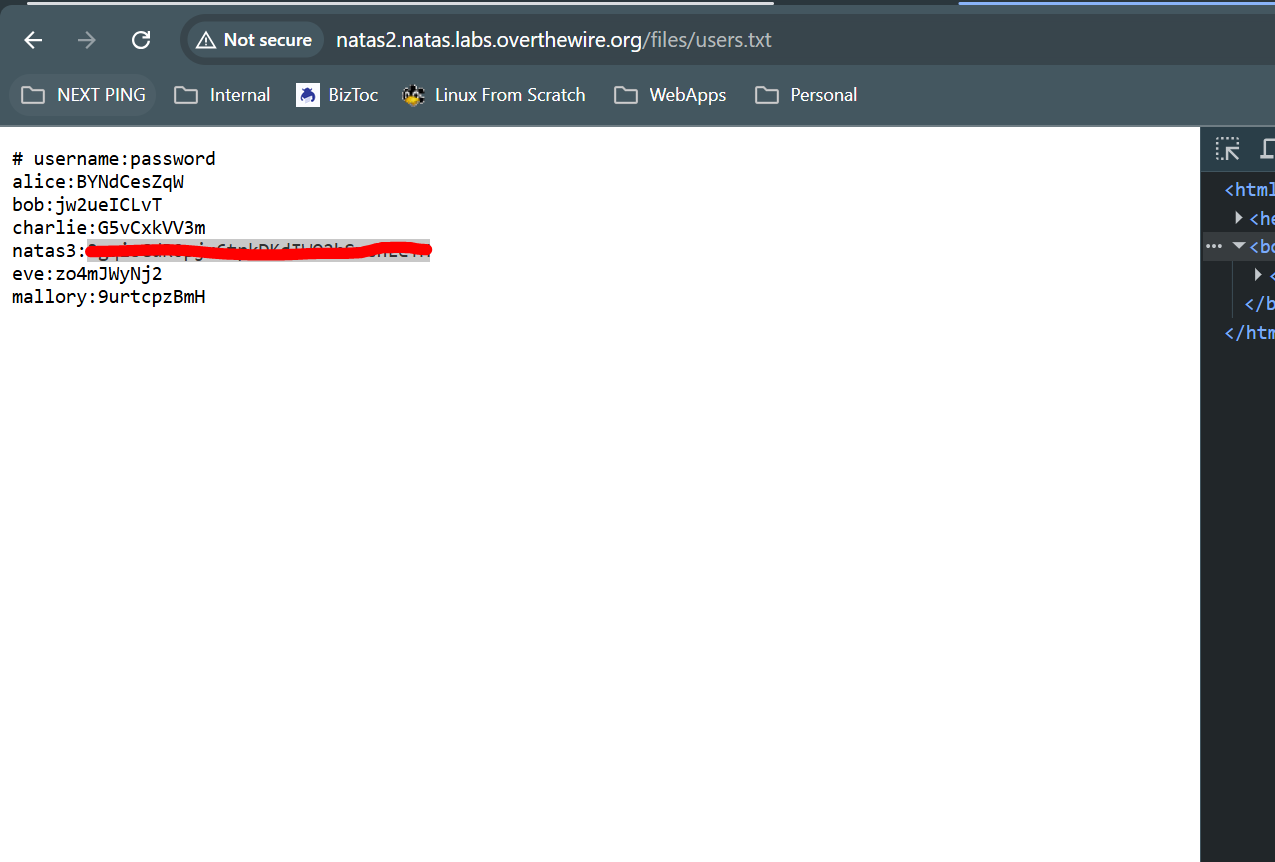 Not secure
natas2.natas.labs.overthewire.org/files/users.txt
NEXT PING
Internal
BizToc
Linux From Scratch
WebApps
Personal
# username:password
alice:BYNdCesZqW
bob:jw2ueICLvT
charlie:G5vCxkVV3m
natas3:
eve:zo4mJWyNj2
mallory:9urtcpzBmH
<html
<he
<bo
<
</b
</htm